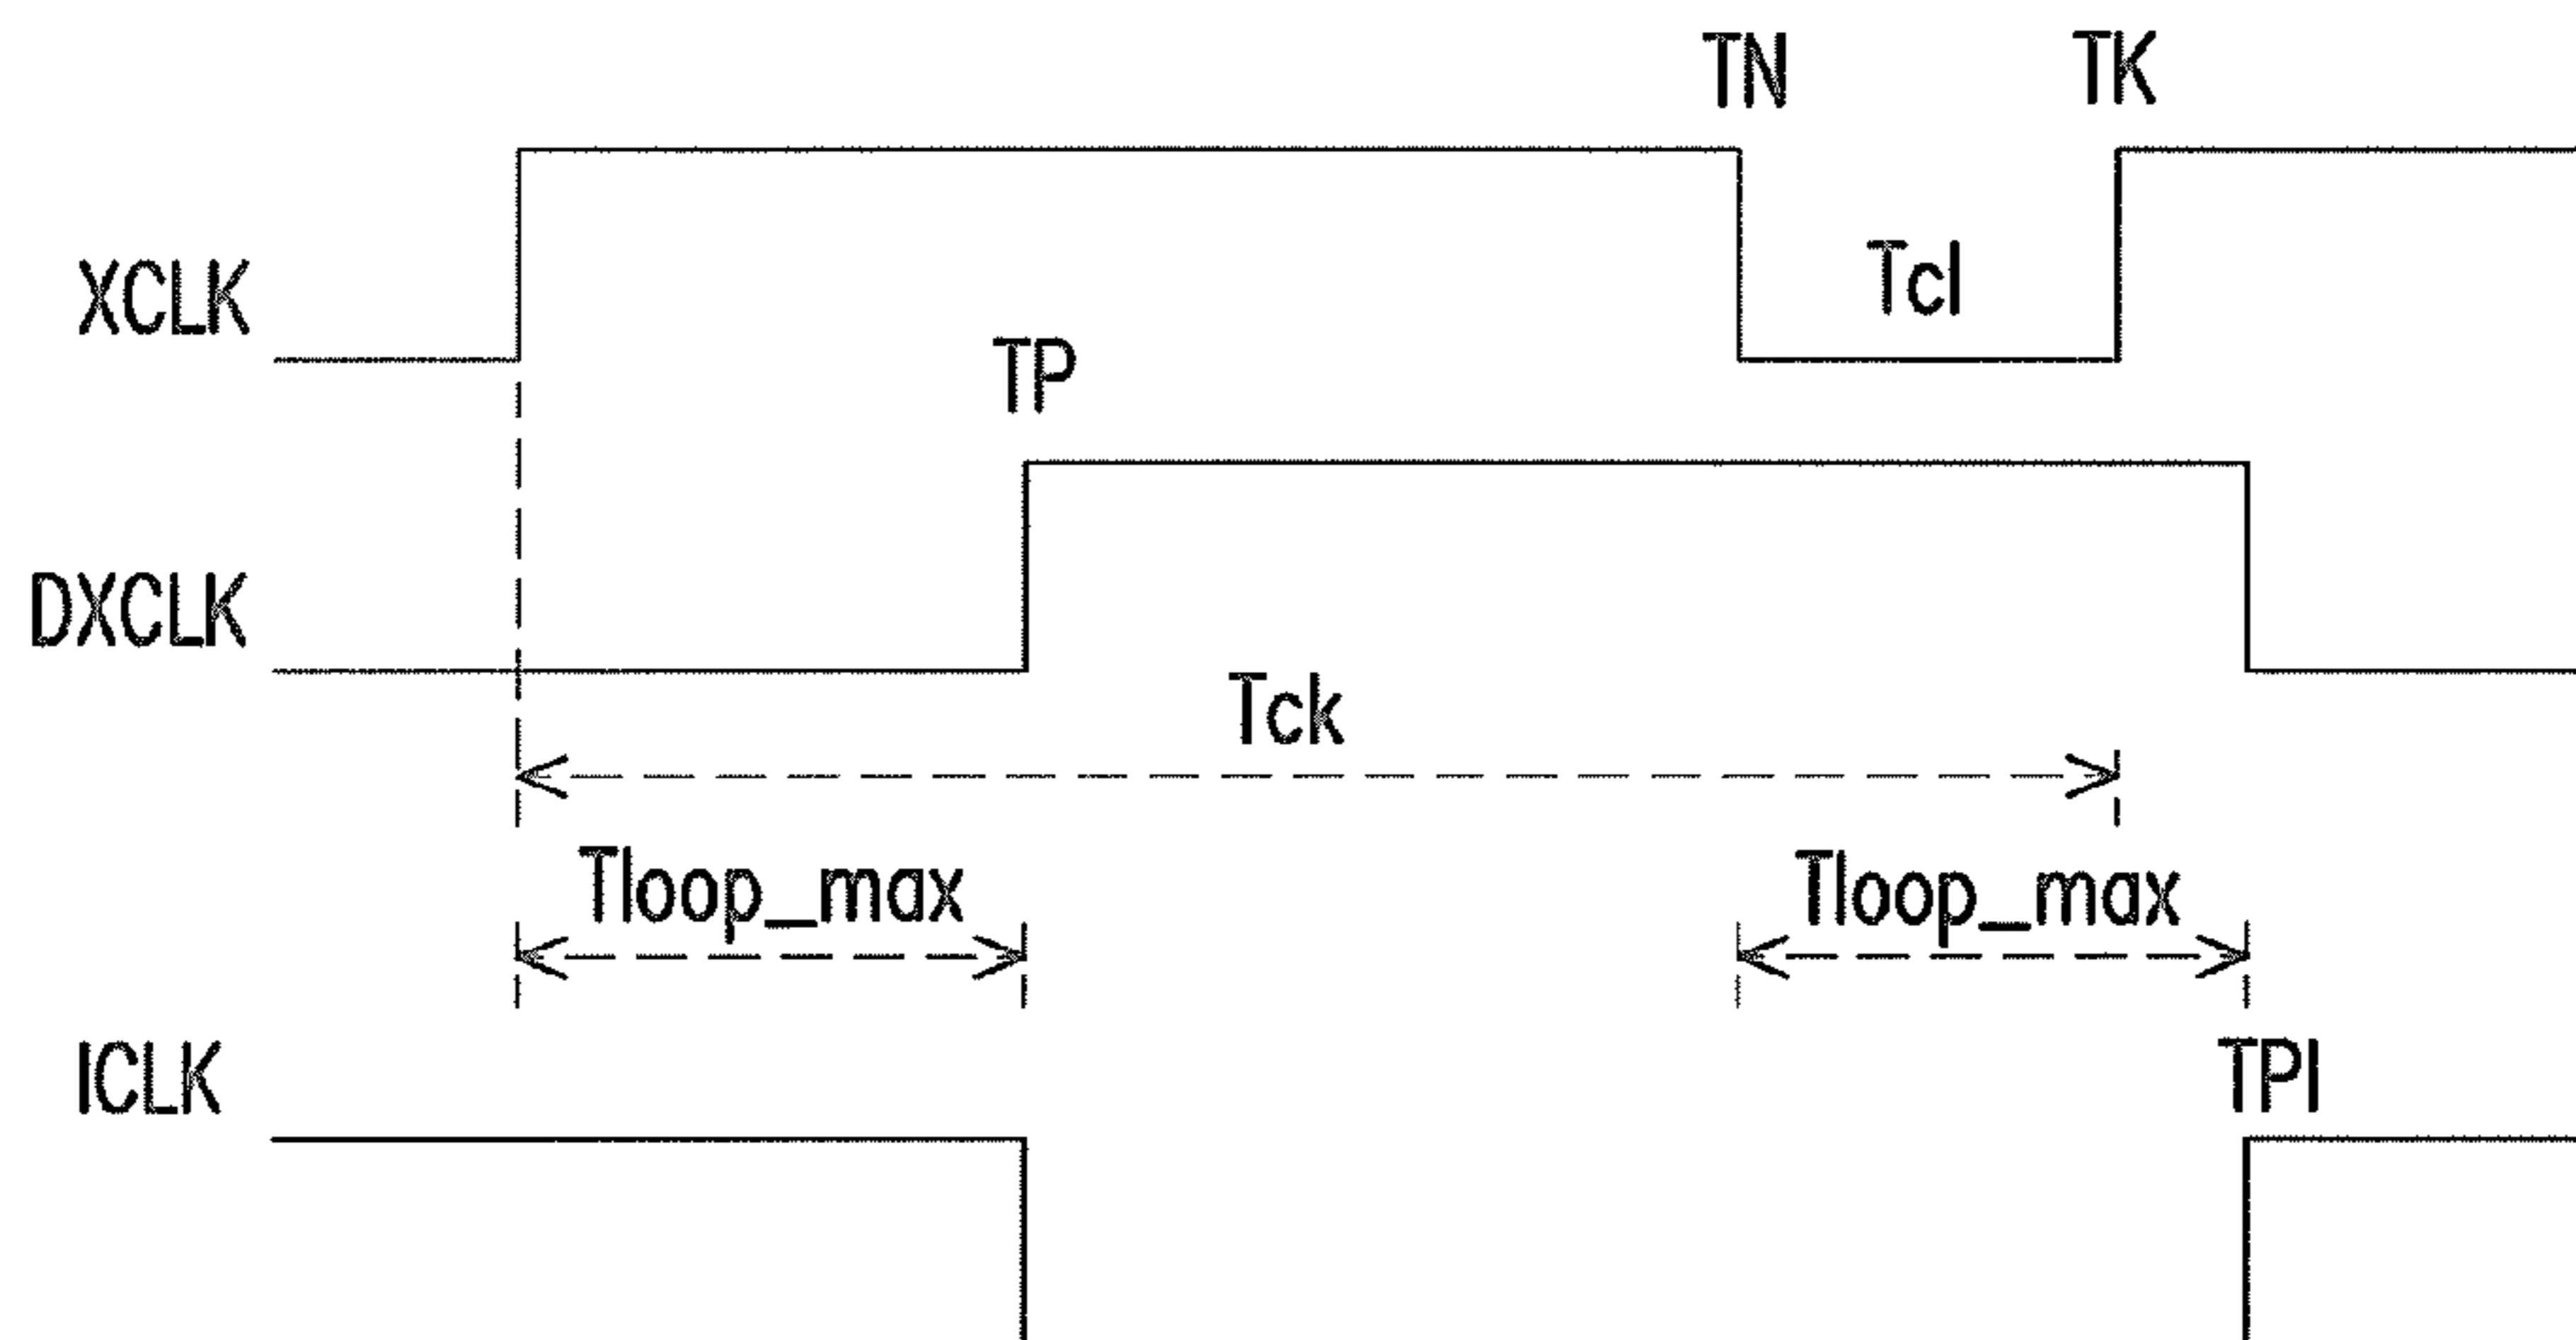 TN TK
XCLK
Tcl
TP
DXCLK
Tck
Tloop_max Tloop_max
ICLK
TPI